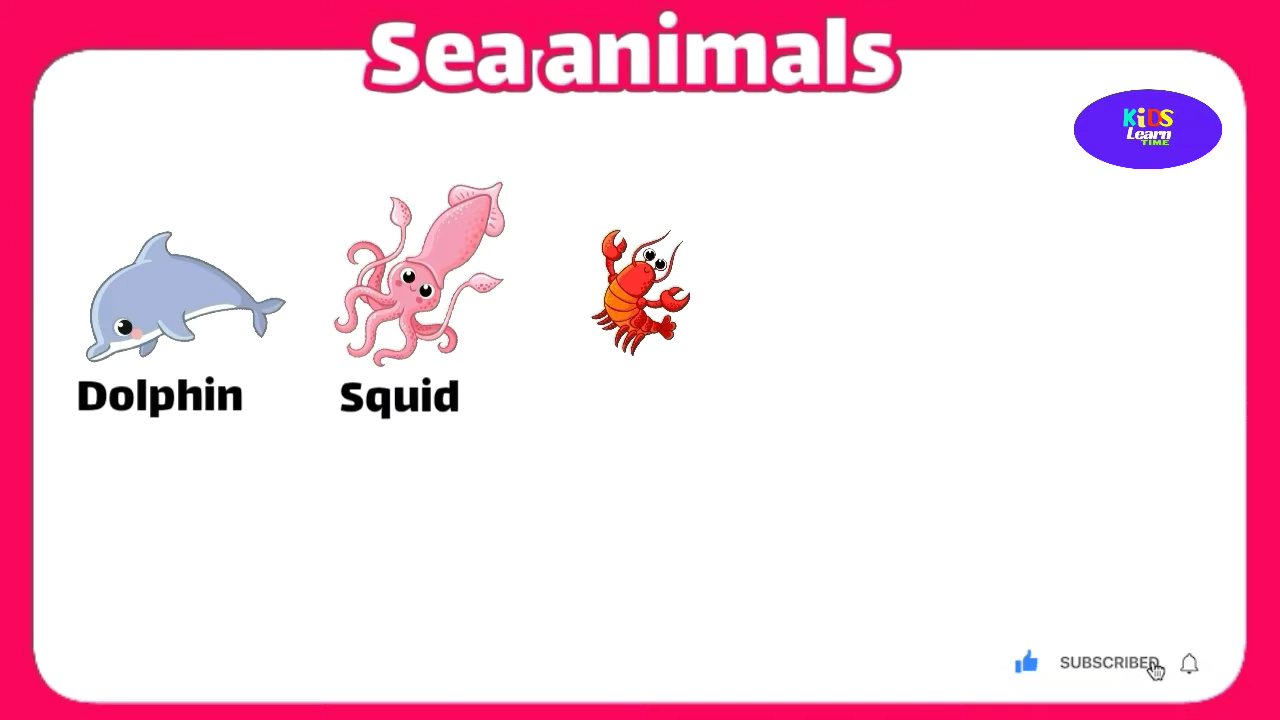 Sea animals
KiDS
Learn
TIME
Dolphin
Squid
SUBSCRIBED